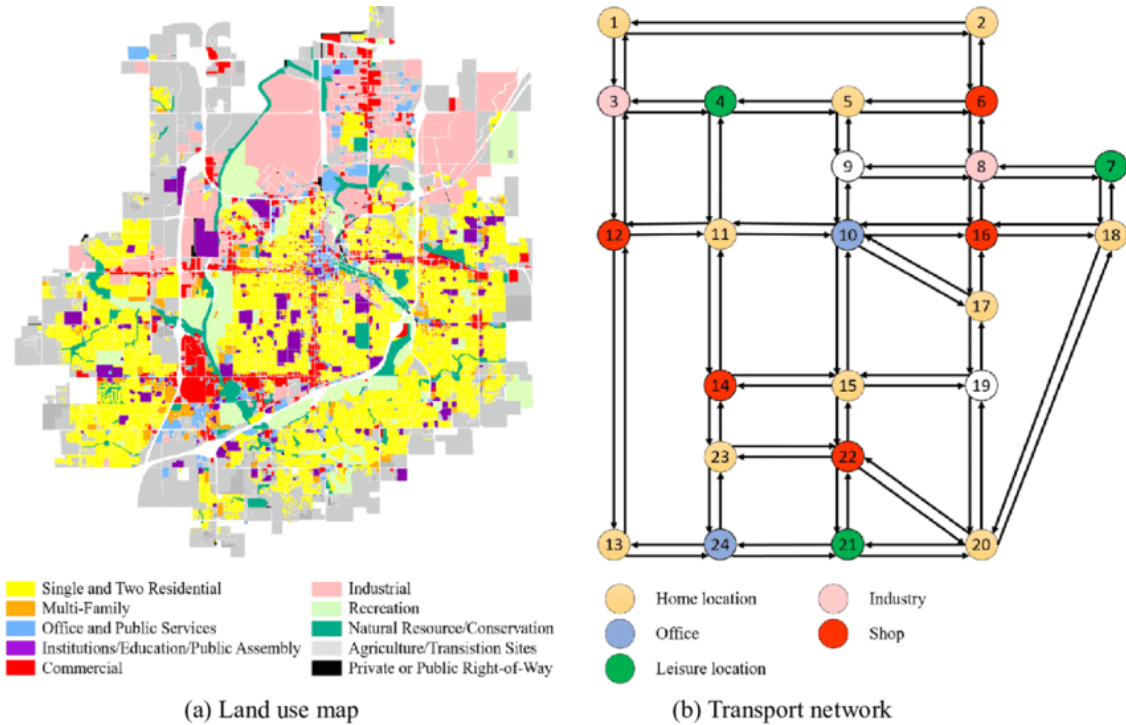 1 2
3 4 5 6
9 8 7
12 11 10 16 18
17
14 15 19
23 22
13 24 21 20
Single and Two Residential
Multi-Family
Office and Public Services
Institutions/Education/Public Assembly
Commercial
Industrial
Recreation
Natural Resource/Conservation
Agriculture/Transtion Sites
Private or Public Right-of-Way
Home location
Office
Leisure location
Industry
Shop
(a) Land use map
(b) Transport network